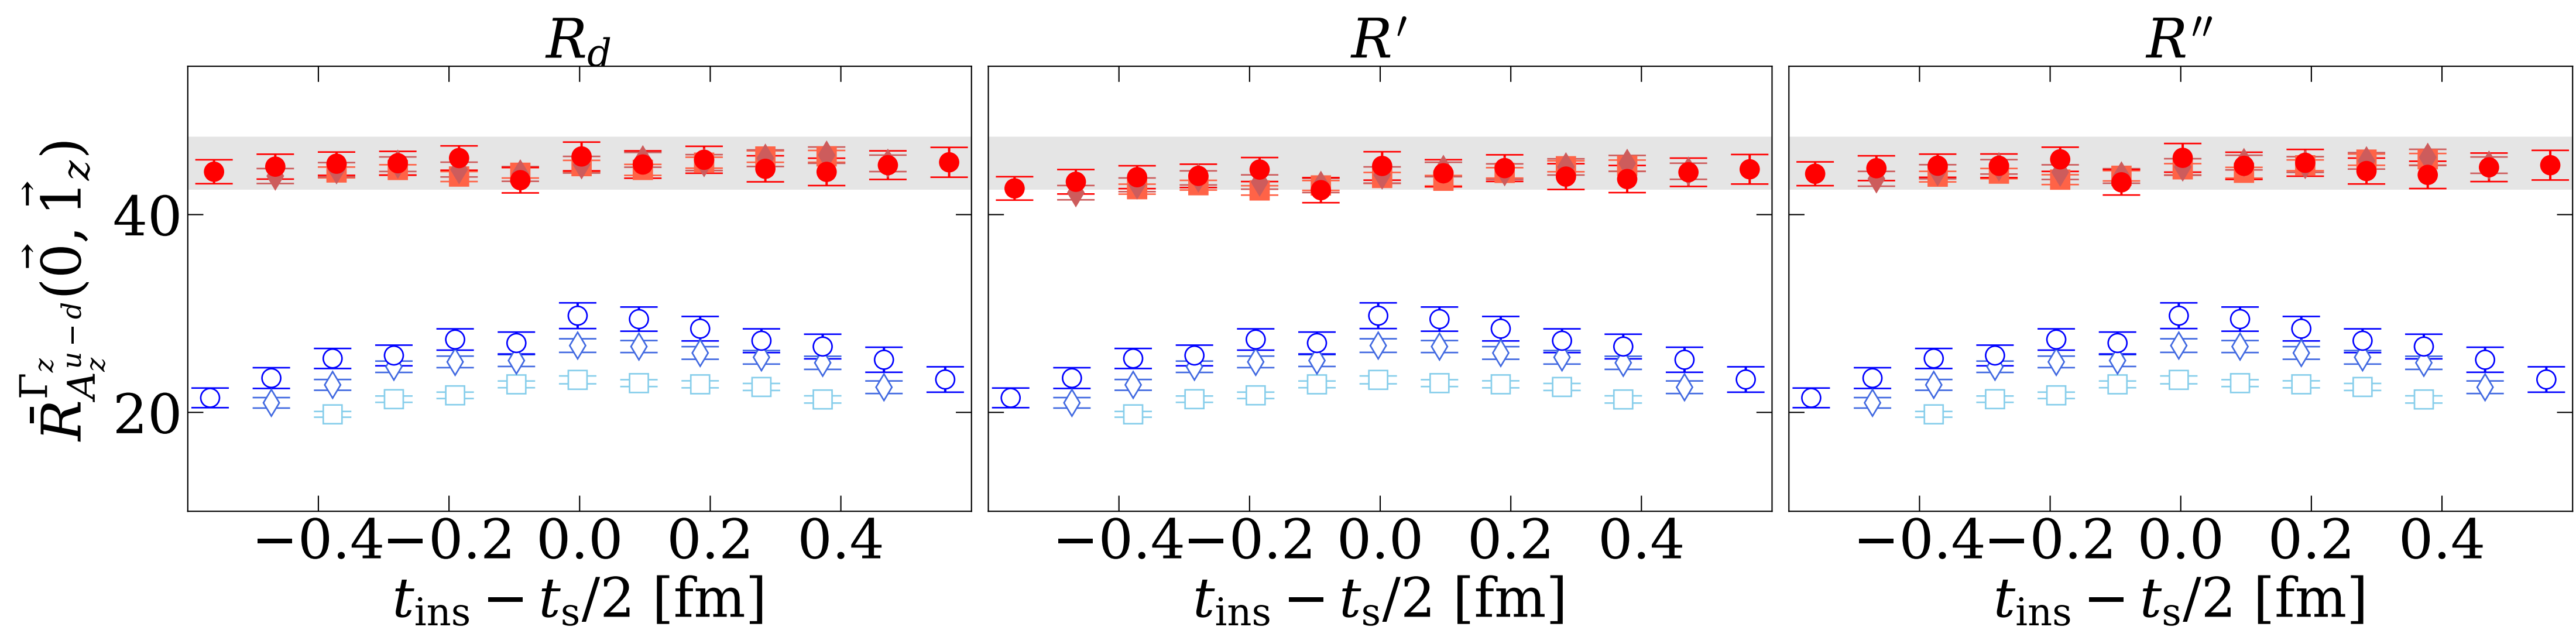 R_d R′ R″
R̄^{Γ_z}_{A_z^{u−d}}(0⃗, 1⃗_z)
40
20
−0.4 −0.2 0.0 0.2 0.4 −0.4 −0.2 0.0 0.2 0.4 −0.4 −0.2 0.0 0.2 0.4
t_ins − t_s/2 [fm] t_ins − t_s/2 [fm] t_ins − t_s/2 [fm]